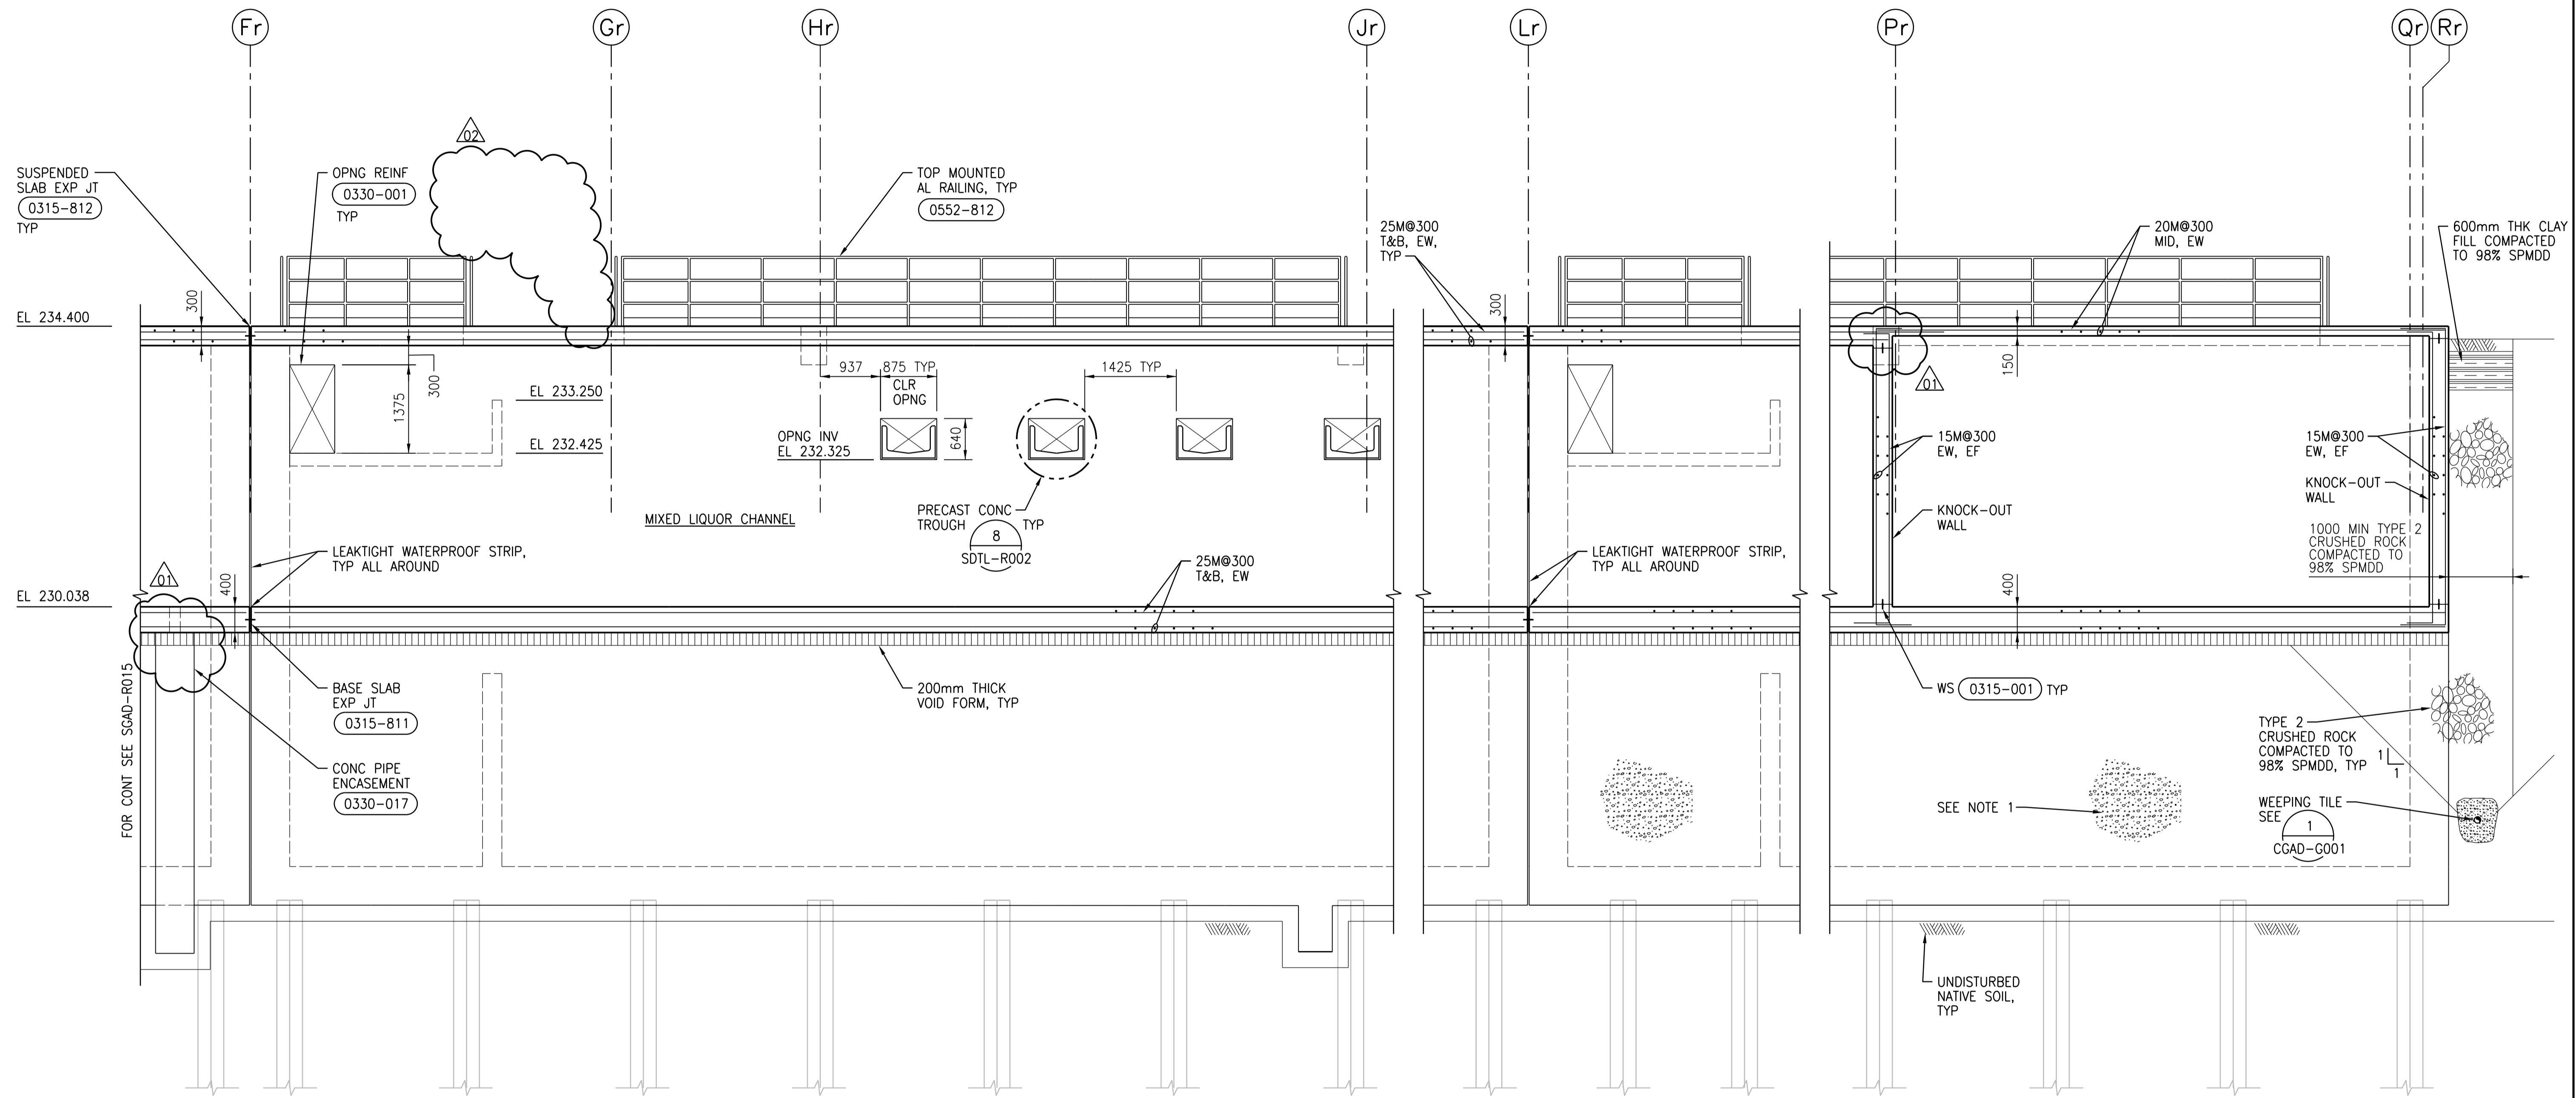 Fr
Gr
Hr
Jr
Lr
Pr
Qr
Rr
02
SUSPENDED
SLAB EXP JT
0315-812
TYP
OPNG REINF
0330-001
TYP
TOP MOUNTED
AL RAILING, TYP
0552-812
25M@300
T&B, EW,
TYP
20M@300
MID, EW
600mm THK CLAY
FILL COMPACTED
TO 98% SPMDD
EL 234.400
300
300
300
1375
150
01
937
875 TYP
CLR
OPNG
1425 TYP
EL 233.250
EL 232.425
OPNG INV
EL 232.325
640
15M@300
EW, EF
15M@300
EW, EF
KNOCK-OUT
WALL
KNOCK-OUT
WALL
MIXED LIQUOR CHANNEL
PRECAST CONC
TROUGH
TYP
8
SDTL-R002
1000 MIN TYPE 2
CRUSHED ROCK
COMPACTED TO
98% SPMDD
LEAKTIGHT WATERPROOF STRIP,
TYP ALL AROUND
25M@300
T&B, EW
LEAKTIGHT WATERPROOF STRIP,
TYP ALL AROUND
01
400
400
EL 230.038
FOR CONT SEE SGAD-R015
BASE SLAB
EXP JT
0315-811
200mm THICK
VOID FORM, TYP
WS 0315-001 TYP
CONC PIPE
ENCASEMENT
0330-017
TYPE 2
CRUSHED ROCK
COMPACTED TO
98% SPMDD, TYP
1
1
SEE NOTE 1
WEEPING TILE
SEE
1
CGAD-G001
UNDISTURBED
NATIVE SOIL,
TYP